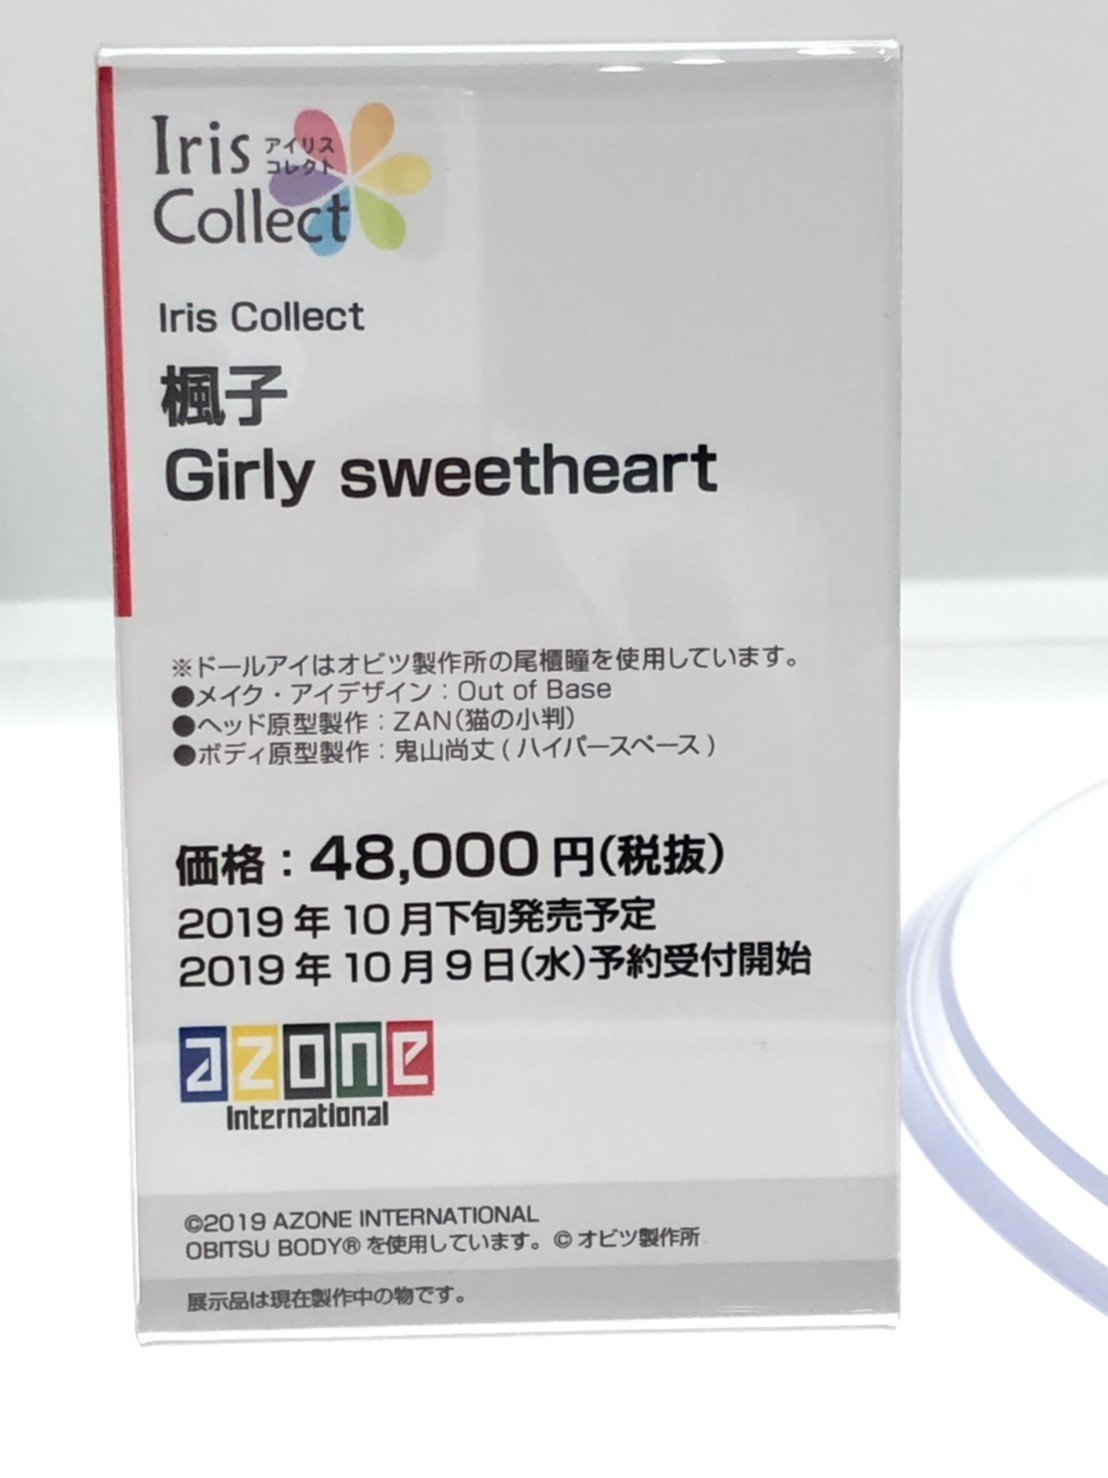 Iris アイリス
Collect コレクト
Iris Collect
楓子
Girly sweetheart
※ドールアイはオビツ製作所の尾櫃瞳を使用しています。
●メイク・アイデザイン：Out of Base
●ヘッド原型製作：ZAN(猫の小判)
●ボディ原型製作：鬼山尚丈(ハイパースペース)
価格：48,000円(税抜)
2019年10月下旬発売予定
2019年10月9日(水)予約受付開始
azone
International
©2019 AZONE INTERNATIONAL
OBITSU BODY®を使用しています。©オビツ製作所
展示品は現在製作中の物です。